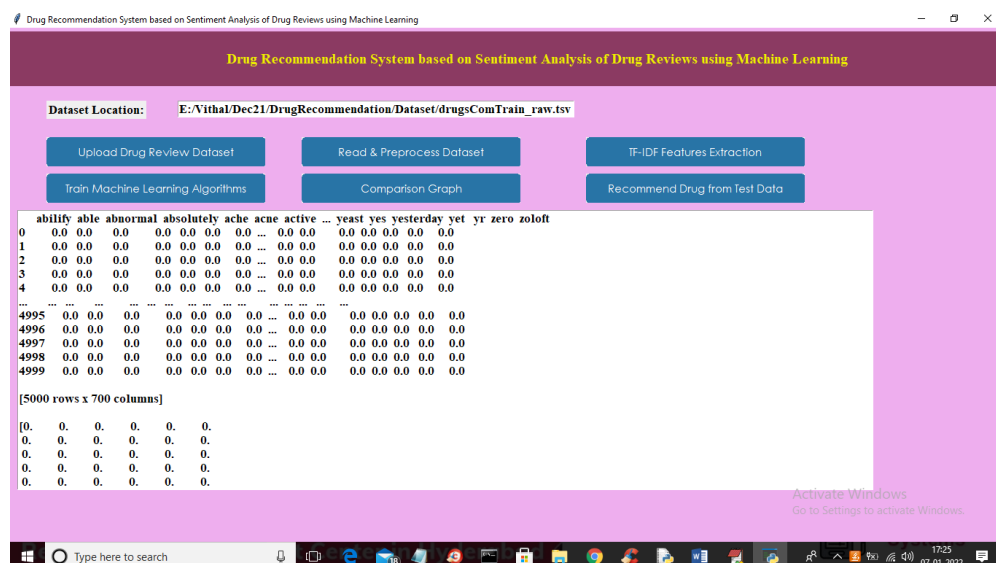 Drug Recommendation System based on Sentiment Analysis of Drug Reviews using Machine Learning
Drug Recommendation System based on Sentiment Analysis of Drug Reviews using Machine Learning
Dataset Location: E:/Vithal/Dec21/DrugRecommendation/Dataset/drugsComTrain_raw.tsv
Upload Drug Review Dataset Read & Preprocess Dataset TF-IDF Features Extraction
Train Machine Learning Algorithms Comparison Graph Recommend Drug from Test Data
abilify able abnormal absolutely ache acne active ... yeast yes yesterday yet yr zero zoloft
0 0.0 0.0 0.0 0.0 0.0 0.0 0.0 ... 0.0 0.0 0.0 0.0 0.0 0.0 0.0
1 0.0 0.0 0.0 0.0 0.0 0.0 0.0 ... 0.0 0.0 0.0 0.0 0.0 0.0 0.0
2 0.0 0.0 0.0 0.0 0.0 0.0 0.0 ... 0.0 0.0 0.0 0.0 0.0 0.0 0.0
3 0.0 0.0 0.0 0.0 0.0 0.0 0.0 ... 0.0 0.0 0.0 0.0 0.0 0.0 0.0
4 0.0 0.0 0.0 0.0 0.0 0.0 0.0 ... 0.0 0.0 0.0 0.0 0.0 0.0 0.0
... ... ... ... ... ... ... ... ... ... ... ... ... ...
4995 0.0 0.0 0.0 0.0 0.0 0.0 0.0 ... 0.0 0.0 0.0 0.0 0.0 0.0 0.0
4996 0.0 0.0 0.0 0.0 0.0 0.0 0.0 ... 0.0 0.0 0.0 0.0 0.0 0.0 0.0
4997 0.0 0.0 0.0 0.0 0.0 0.0 0.0 ... 0.0 0.0 0.0 0.0 0.0 0.0 0.0
4998 0.0 0.0 0.0 0.0 0.0 0.0 0.0 ... 0.0 0.0 0.0 0.0 0.0 0.0 0.0
4999 0.0 0.0 0.0 0.0 0.0 0.0 0.0 ... 0.0 0.0 0.0 0.0 0.0 0.0 0.0
[5000 rows x 700 columns]
[0. 0. 0. 0. 0. 0.
0. 0. 0. 0. 0. 0.
0. 0. 0. 0. 0. 0.
0. 0. 0. 0. 0. 0.
0. 0. 0. 0. 0. 0.
Activate Windows
Go to Settings to activate Windows.
Type here to search
18
17:25
07-01-2022